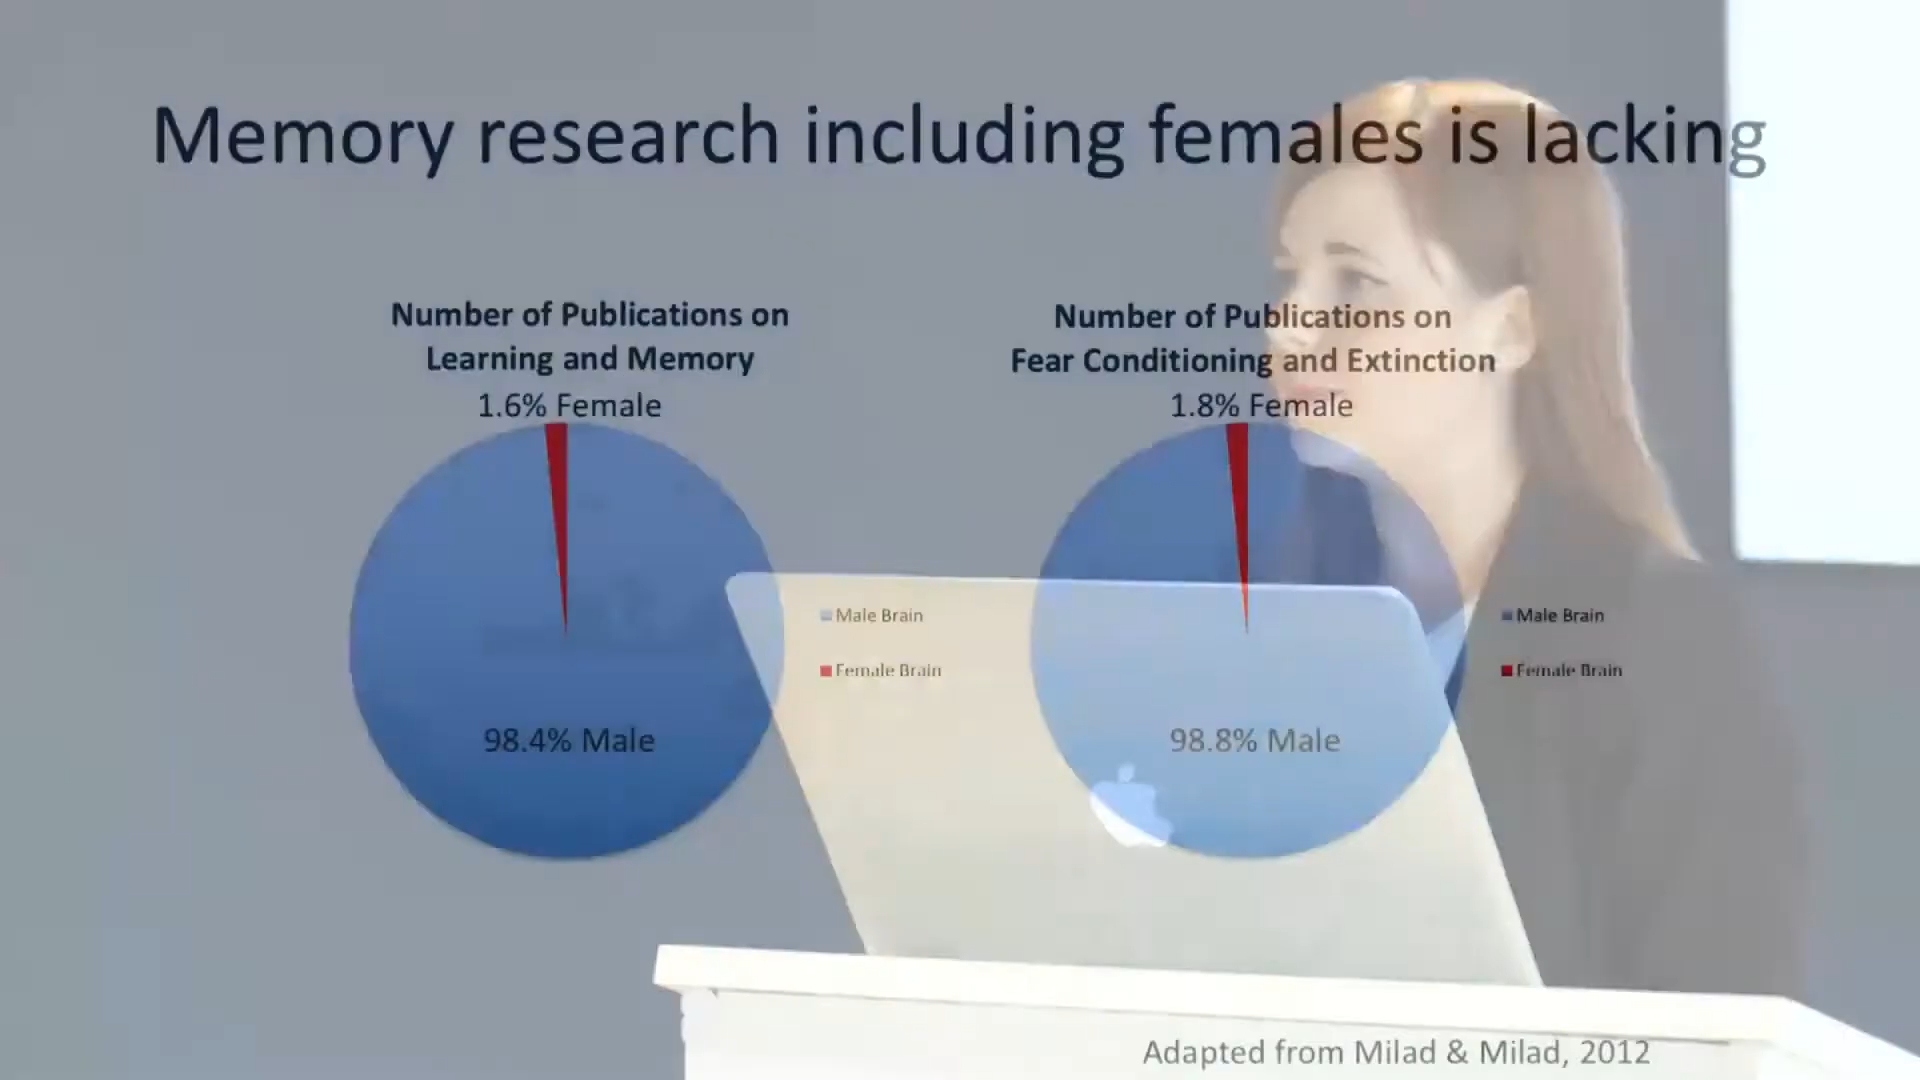 Memory research including females is lacking
Number of Publications on
Learning and Memory
1.6% Female
98.4% Male
Male Brain
Female Brain
Number of Publications on
Fear Conditioning and Extinction
1.8% Female
98.8% Male
Male Brain
Female Brain
Adapted from Milad & Milad, 2012